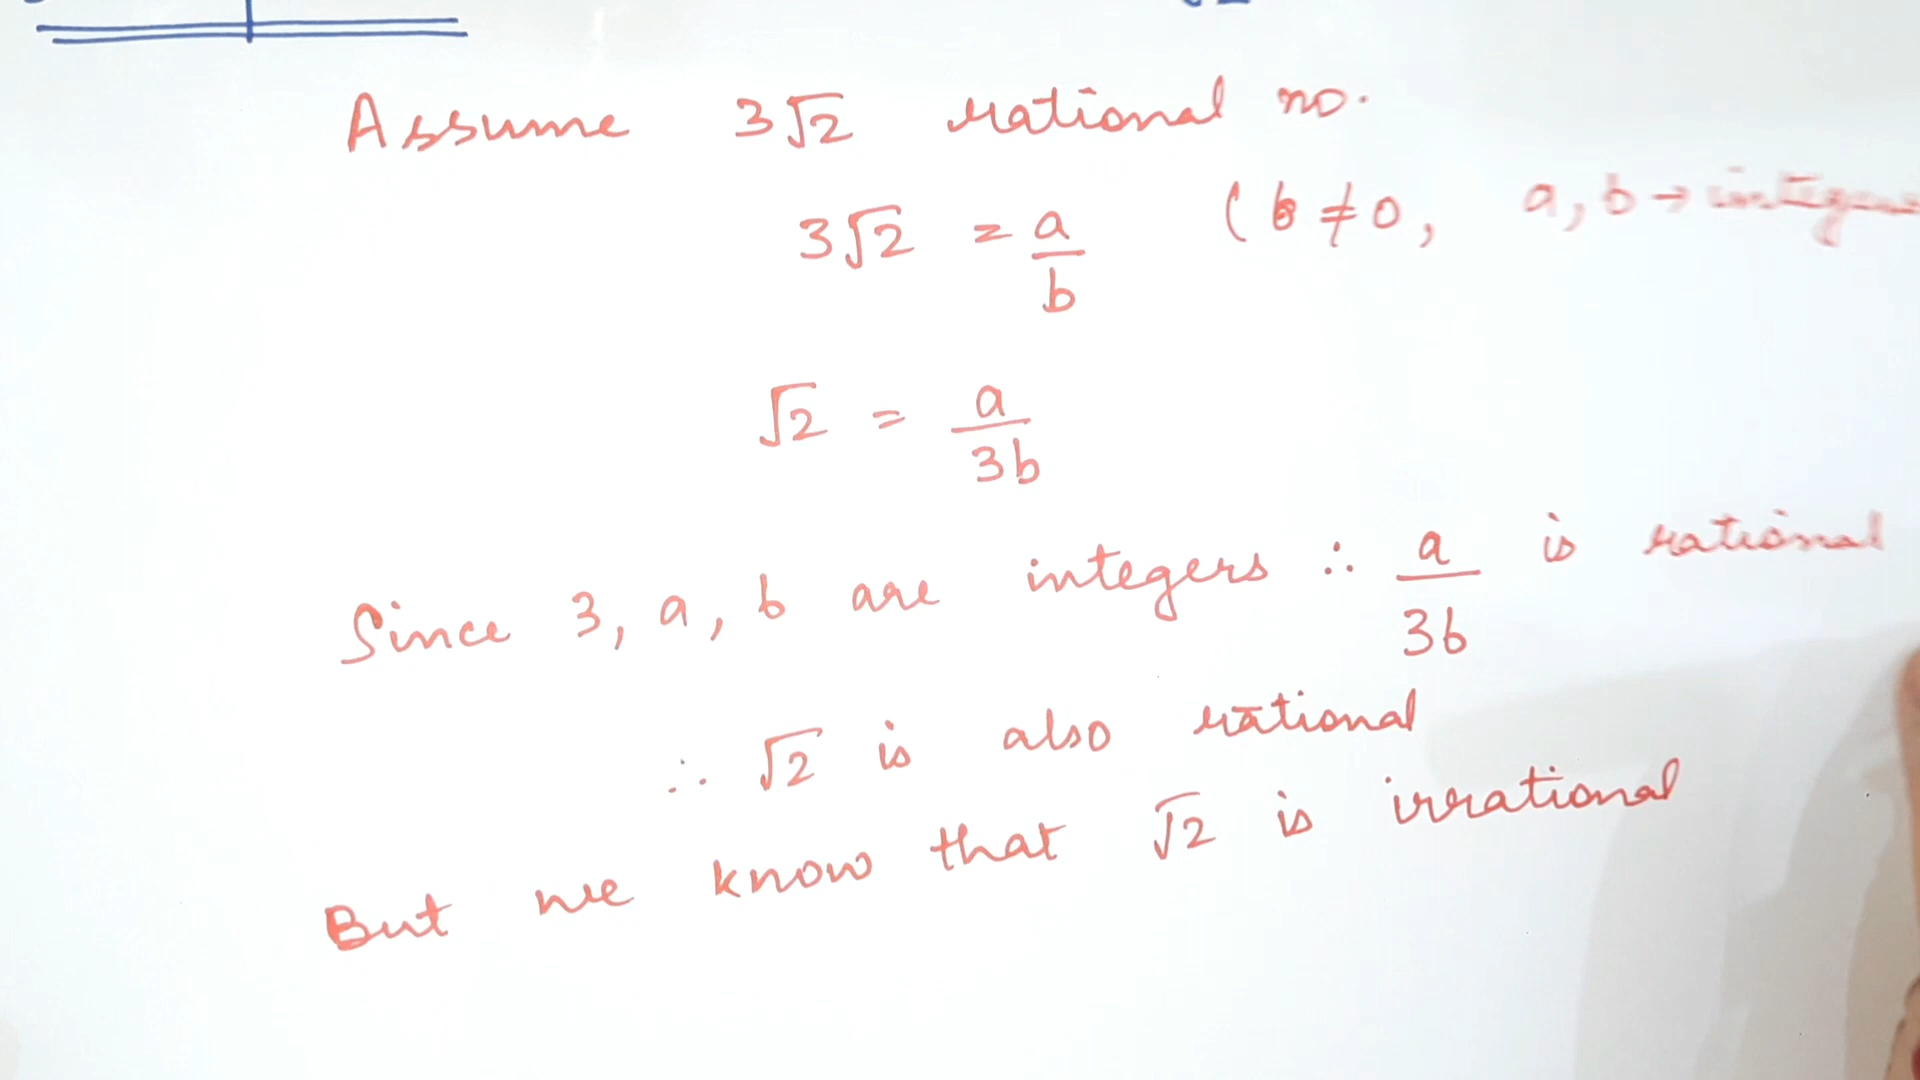 Assume 3√2 rational no.
3√2 = a/b (b ≠ 0, a, b → integers
√2 = a/3b
Since 3, a, b are integers ∴ a/3b is rational
∴ √2 is also rational
But we know that √2 is irrational